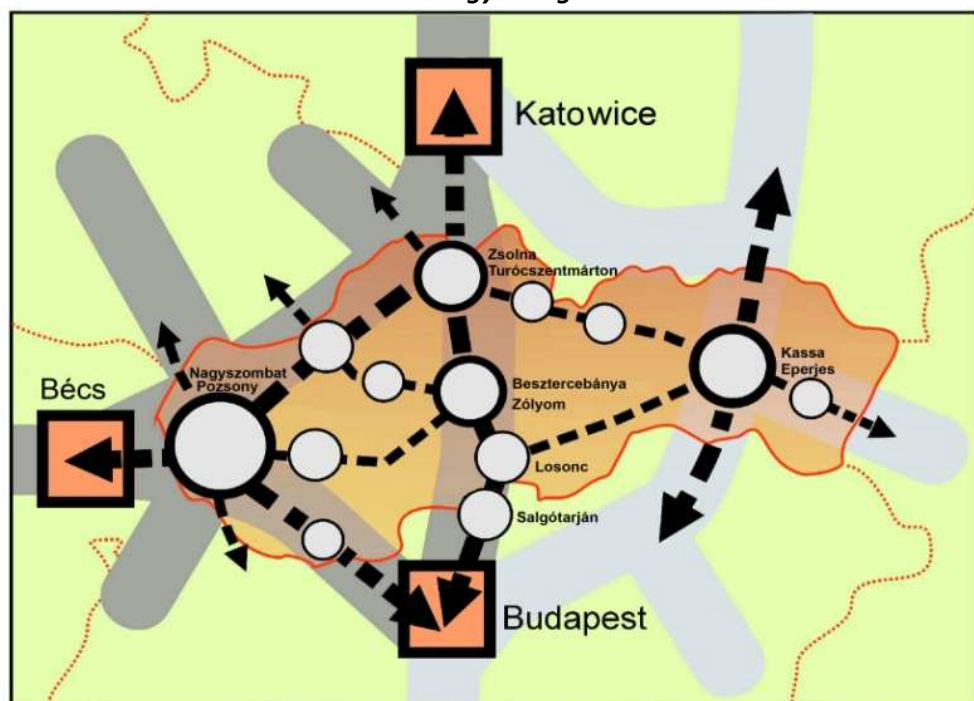 Katowice
Zsolna
Turócszentmárton
Nagyszombat
Pozsony
Kassa
Eperjes
Bécs
Besztercebánya
Zólyom
Losonc
Salgótarján
Budapest